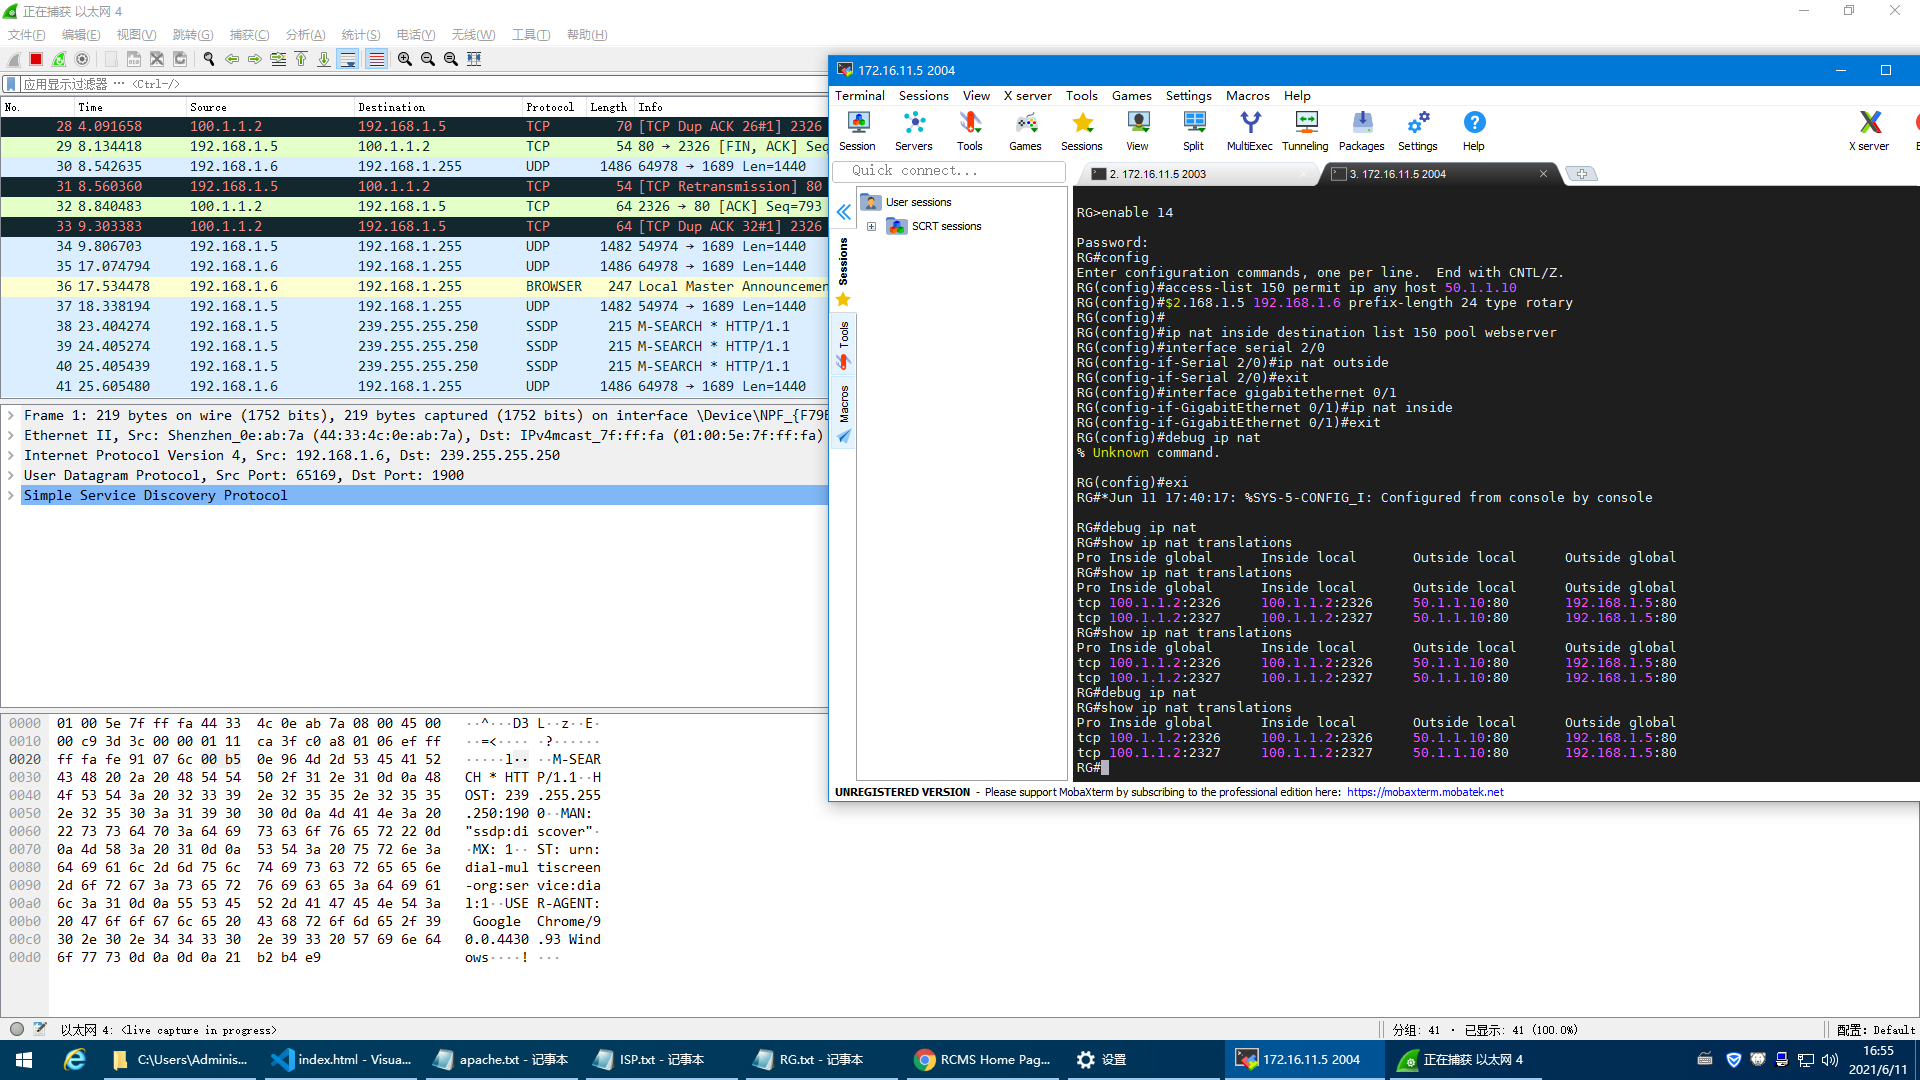 正在捕获 以太网 4
文件(F) 编辑(E) 视图(V) 跳转(G) 捕获(C) 分析(A) 统计(S) 电话(Y) 无线(W) 工具(T) 帮助(H)
应用显示过滤器 … <Ctrl-/>
No. Time Source Destination Protocol Length Info
28 4.091658 100.1.1.2 192.168.1.5 TCP 70 [TCP Dup ACK 26#1] 2326
29 8.134418 192.168.1.5 100.1.1.2 TCP 54 80 → 2326 [FIN, ACK] Seq
30 8.542635 192.168.1.6 192.168.1.255 UDP 1486 64978 → 1689 Len=1440
31 8.560360 192.168.1.5 100.1.1.2 TCP 54 [TCP Retransmission] 80
32 8.840483 100.1.1.2 192.168.1.5 TCP 64 2326 → 80 [ACK] Seq=793
33 9.303383 100.1.1.2 192.168.1.5 TCP 64 [TCP Dup ACK 32#1] 2326
34 9.806703 192.168.1.5 192.168.1.255 UDP 1482 54974 → 1689 Len=1440
35 17.074794 192.168.1.6 192.168.1.255 UDP 1486 64978 → 1689 Len=1440
36 17.534478 192.168.1.6 192.168.1.255 BROWSER 247 Local Master Announcemen
37 18.338194 192.168.1.5 192.168.1.255 UDP 1482 54974 → 1689 Len=1440
38 23.404274 192.168.1.5 239.255.255.250 SSDP 215 M-SEARCH * HTTP/1.1
39 24.405274 192.168.1.5 239.255.255.250 SSDP 215 M-SEARCH * HTTP/1.1
40 25.405439 192.168.1.5 239.255.255.250 SSDP 215 M-SEARCH * HTTP/1.1
41 25.605480 192.168.1.6 192.168.1.255 UDP 1486 64978 → 1689 Len=1440
Frame 1: 219 bytes on wire (1752 bits), 219 bytes captured (1752 bits) on interface \Device\NPF_{F79E
Ethernet II, Src: Shenzhen_0e:ab:7a (44:33:4c:0e:ab:7a), Dst: IPv4mcast_7f:ff:fa (01:00:5e:7f:ff:fa)
Internet Protocol Version 4, Src: 192.168.1.6, Dst: 239.255.255.250
User Datagram Protocol, Src Port: 65169, Dst Port: 1900
Simple Service Discovery Protocol
0000 01 00 5e 7f ff fa 44 33 4c 0e ab 7a 08 00 45 00 ··^···D3 L··z··E·
0010 00 c9 3d 3c 00 00 01 11 ca 3f c0 a8 01 06 ef ff ··=<···· ·?······
0020 ff fa fe 91 07 6c 00 b5 0e 96 4d 2d 53 45 41 52 ·····l·· ··M-SEAR
0030 43 48 20 2a 20 48 54 54 50 2f 31 2e 31 0d 0a 48 CH * HTT P/1.1··H
0040 4f 53 54 3a 20 32 33 39 2e 32 35 35 2e 32 35 35 OST: 239 .255.255
0050 2e 32 35 30 3a 31 39 30 30 0d 0a 4d 41 4e 3a 20 .250:190 0··MAN:
0060 22 73 73 64 70 3a 64 69 73 63 6f 76 65 72 22 0d "ssdp:di scover"·
0070 0a 4d 58 3a 20 31 0d 0a 53 54 3a 20 75 72 6e 3a ·MX: 1·· ST: urn:
0080 64 69 61 6c 2d 6d 75 6c 74 69 73 63 72 65 65 6e dial-mul tiscreen
0090 2d 6f 72 67 3a 73 65 72 76 69 63 65 3a 64 69 61 -org:ser vice:dia
00a0 6c 3a 31 0d 0a 55 53 45 52 2d 41 47 45 4e 54 3a l:1··USE R-AGENT:
00b0 20 47 6f 6f 67 6c 65 20 43 68 72 6f 6d 65 2f 39 Google Chrome/9
00c0 30 2e 30 2e 34 34 33 30 2e 39 33 20 57 69 6e 64 0.0.4430 .93 Wind
00d0 6f 77 73 0d 0a 0d 0a 21 b2 b4 e9 ows····! ···
以太网 4: <live capture in progress> 分组: 41 · 已显示: 41 (100.0%) 配置: Default
172.16.11.5 2004
Terminal Sessions View X server Tools Games Settings Macros Help
Session Servers Tools Games Sessions View Split MultiExec Tunneling Packages Settings Help X server
Quick connect...
2. 172.16.11.5 2003
3. 172.16.11.5 2004
User sessions
SCRT sessions
Sessions
Tools
Macros
RG>enable 14
Password:
RG#config
Enter configuration commands, one per line.  End with CNTL/Z.
RG(config)#access-list 150 permit ip any host 50.1.1.10
RG(config)#$2.168.1.5 192.168.1.6 prefix-length 24 type rotary
RG(config)#
RG(config)#ip nat inside destination list 150 pool webserver
RG(config)#interface serial 2/0
RG(config-if-Serial 2/0)#ip nat outside
RG(config-if-Serial 2/0)#exit
RG(config)#interface gigabitethernet 0/1
RG(config-if-GigabitEthernet 0/1)#ip nat inside
RG(config-if-GigabitEthernet 0/1)#exit
RG(config)#debug ip nat
% Unknown command.
RG(config)#exi
RG#*Jun 11 17:40:17: %SYS-5-CONFIG_I: Configured from console by console
RG#debug ip nat
RG#show ip nat translations
Pro Inside global Inside local Outside local Outside global
RG#show ip nat translations
Pro Inside global Inside local Outside local Outside global
tcp 100.1.1.2:2326 100.1.1.2:2326 50.1.1.10:80 192.168.1.5:80
tcp 100.1.1.2:2327 100.1.1.2:2327 50.1.1.10:80 192.168.1.5:80
RG#show ip nat translations
Pro Inside global Inside local Outside local Outside global
tcp 100.1.1.2:2326 100.1.1.2:2326 50.1.1.10:80 192.168.1.5:80
tcp 100.1.1.2:2327 100.1.1.2:2327 50.1.1.10:80 192.168.1.5:80
RG#debug ip nat
RG#show ip nat translations
Pro Inside global Inside local Outside local Outside global
tcp 100.1.1.2:2326 100.1.1.2:2326 50.1.1.10:80 192.168.1.5:80
tcp 100.1.1.2:2327 100.1.1.2:2327 50.1.1.10:80 192.168.1.5:80
RG#
UNREGISTERED VERSION - Please support MobaXterm by subscribing to the professional edition here: https://mobaxterm.mobatek.net
C:\Users\Adminis... index.html - Visua... apache.txt - 记事本 ISP.txt - 记事本 RG.txt - 记事本 RCMS Home Pag... 设置 172.16.11.5 2004 正在捕获 以太网 4
16:55
2021/6/11